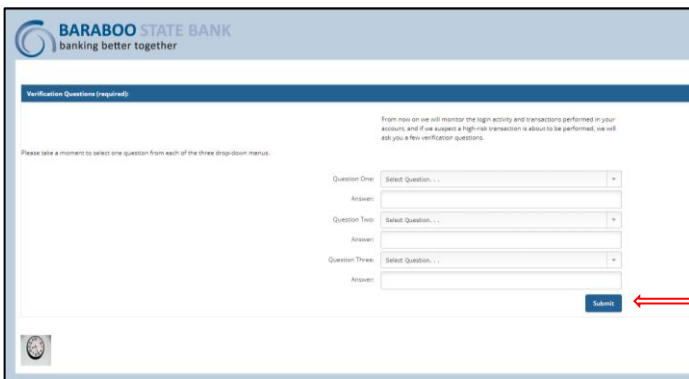 BARABOO STATE BANK
banking better together
Verification Questions (required):
From now on we will monitor the login activity and transactions performed in your
account, and if we suspect a high-risk transaction is about to be performed, we will
ask you a few verification questions.
Please take a moment to select one question from each of the three drop-down manus.
Question One: Select Question. . .
Answer:
Question Two: Select Question. . .
Answer:
Question Three: Select Question. . .
Answer:
Submit